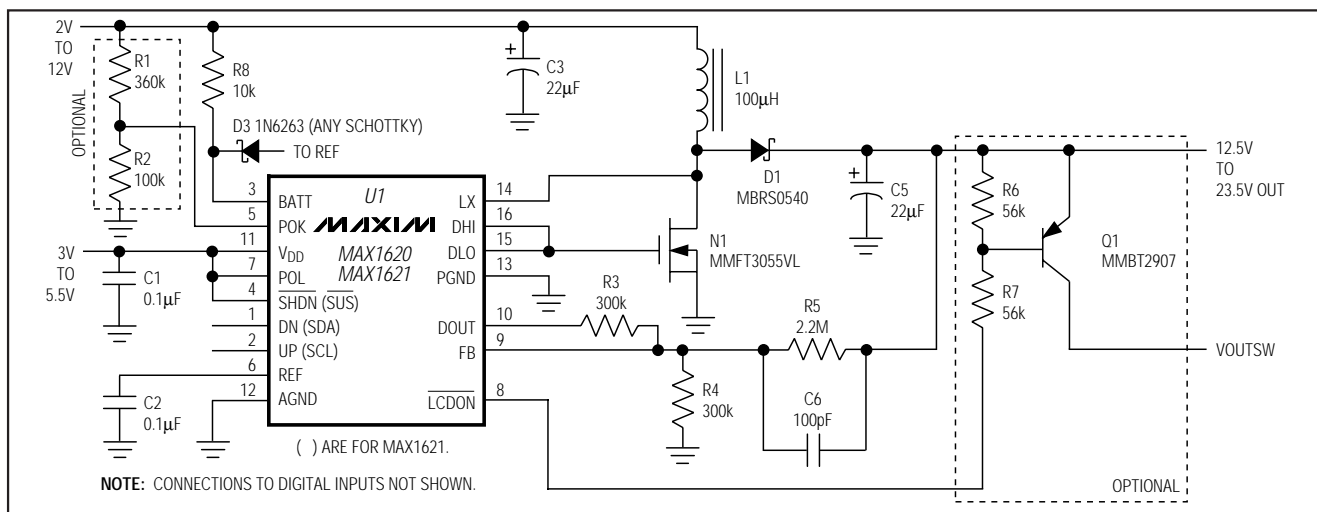 2V
TO
12V
OPTIONAL
R1
360k
R2
100k
R8
10k
D3 1N6263 (ANY SCHOTTKY)
TO REF
+
C3
22µF
L1
100µH
D1
MBRS0540
+
C5
22µF
12.5V
TO
23.5V OUT
R6
56k
Q1
MMBT2907
R7
56k
VOUTSW
OPTIONAL
3V
TO
5.5V
C1
0.1µF
C2
0.1µF
U1
MAXIM
MAX1620
MAX1621
3 BATT
5 POK
11 VDD
7 POL
4 SHDN (SUS)
1 DN (SDA)
2 UP (SCL)
6 REF
12 AGND
LX 14
DHI 16
DLO 15
PGND 13
DOUT 10
FB 9
LCDON 8
N1
MMFT3055VL
R3
300k
R4
300k
R5
2.2M
C6
100pF
( ) ARE FOR MAX1621.
NOTE: CONNECTIONS TO DIGITAL INPUTS NOT SHOWN.